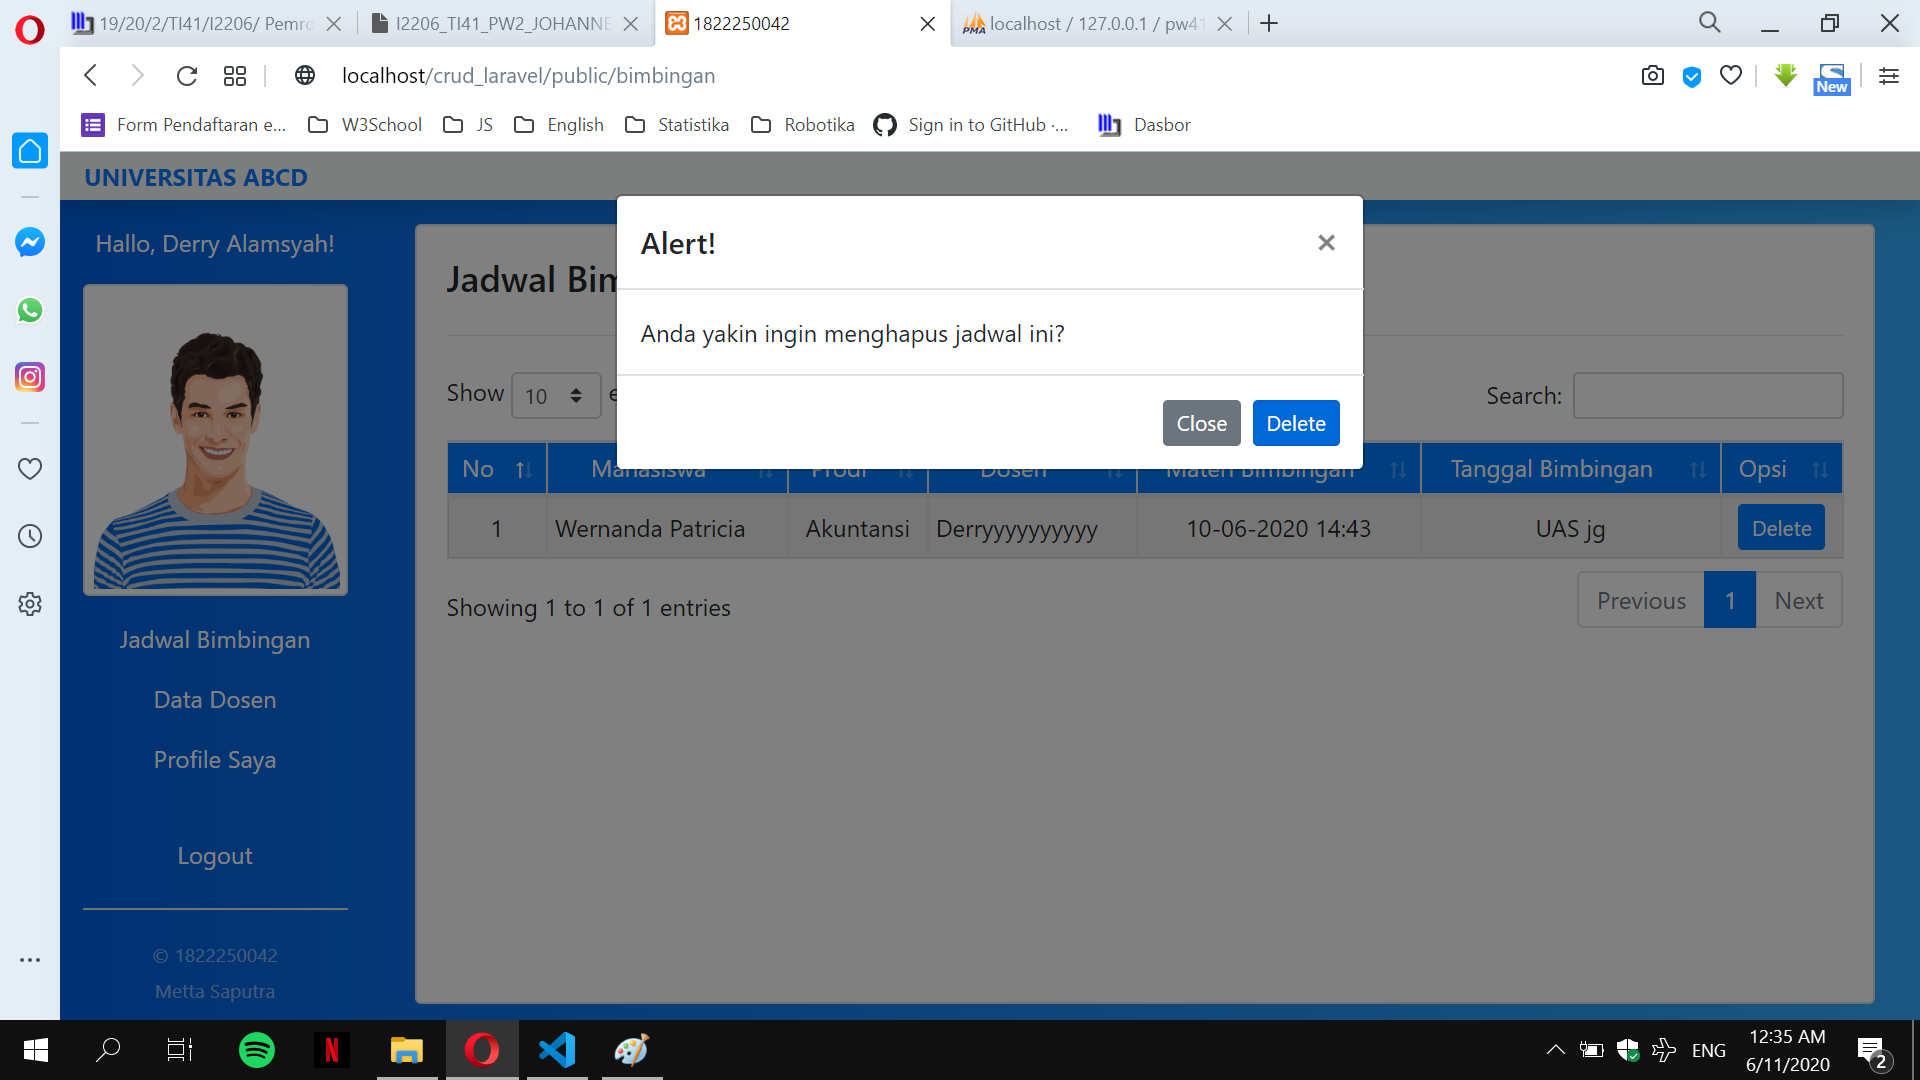 19/20/2/TI41/I2206/ Pemro
I2206_TI41_PW2_JOHANNE
1822250042
PMA
localhost / 127.0.0.1 / pw41
localhost/crud_laravel/public/bimbingan
New
Form Pendaftaran e...
W3School
JS
English
Statistika
Robotika
Sign in to GitHub ·...
Dasbor
UNIVERSITAS ABCD
Hallo, Derry Alamsyah!
Jadwal Bimbingan
Data Dosen
Profile Saya
Logout
© 1822250042
Metta Saputra
Alert!
×
Anda yakin ingin menghapus jadwal ini?
Close Delete
Jadwal Bim
Show 10 e
Search:
No Mahasiswa Prodi Dosen Materi Bimbingan Tanggal Bimbingan Opsi
1 Wernanda Patricia Akuntansi Derryyyyyyyyyy 10-06-2020 14:43 UAS jg Delete
Showing 1 to 1 of 1 entries
Previous 1 Next
N
ENG
12:35 AM
6/11/2020
2